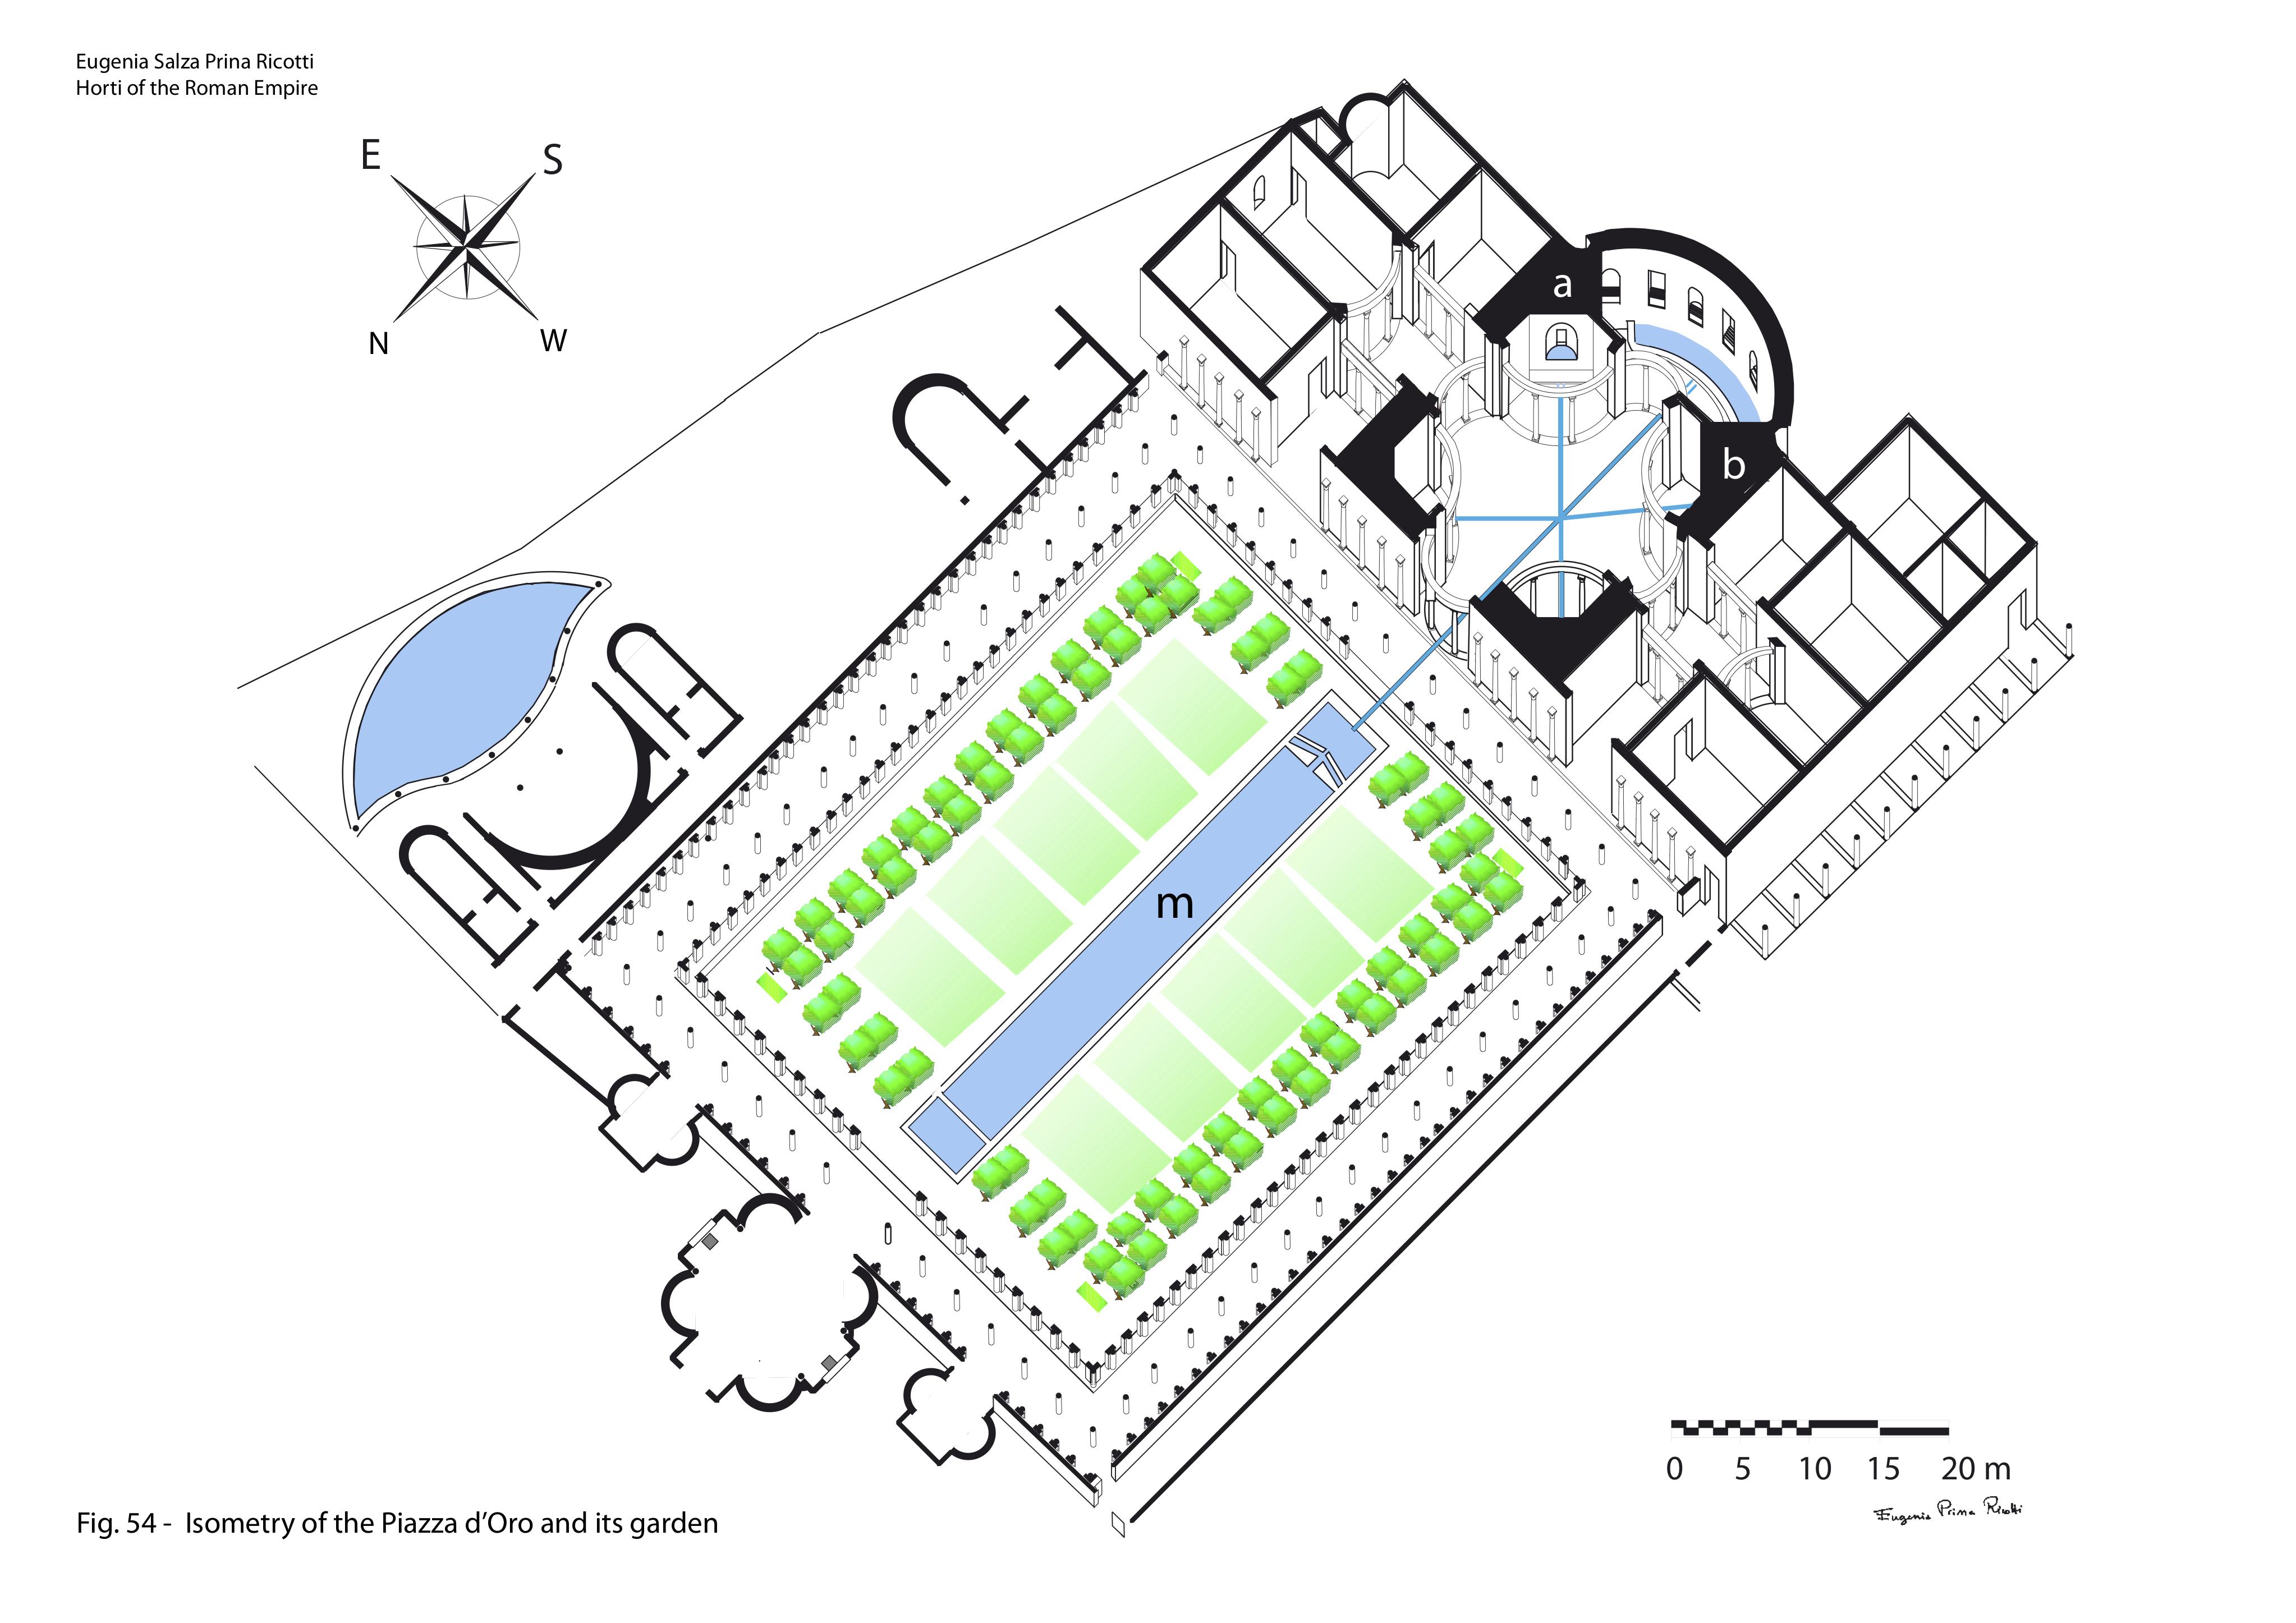 Eugenia Salza Prina Ricotti
Horti of the Roman Empire
E
S
N
W
a
b
m
0 5 10 15 20 m
Eugenia Prina Ricotti
Fig. 54 - Isometry of the Piazza d’Oro and its garden